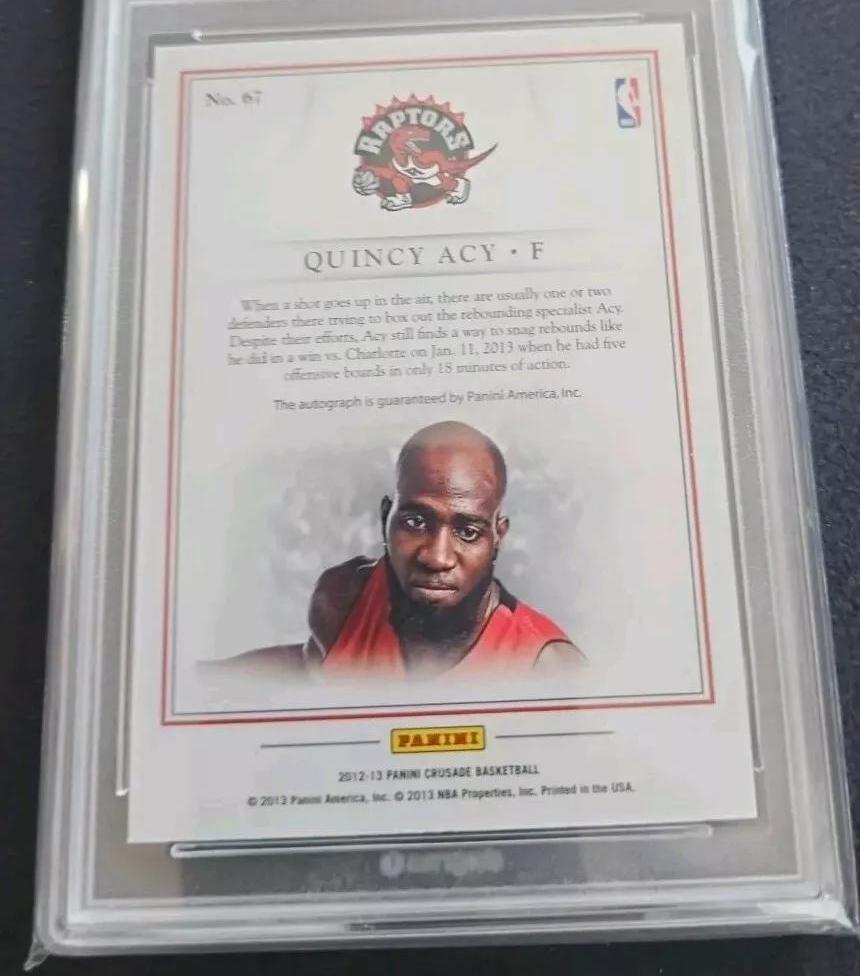 No. 67
RAPTORS
QUINCY ACY • F
When a shot goes up in the air, there are usually one or two
defenders there trying to box out the rebounding specialist Acy.
Despite their efforts, Acy still finds a way to snag rebounds like
he did in a win vs. Charlotte on Jan. 11, 2013 when he had five
offensive boards in only 18 minutes of action.
The autograph is guaranteed by Panini America, Inc.
PANINI
2012-13 PANINI CRUSADE BASKETBALL
© 2013 Panini America, Inc. © 2013 NBA Properties, Inc. Printed in the USA.